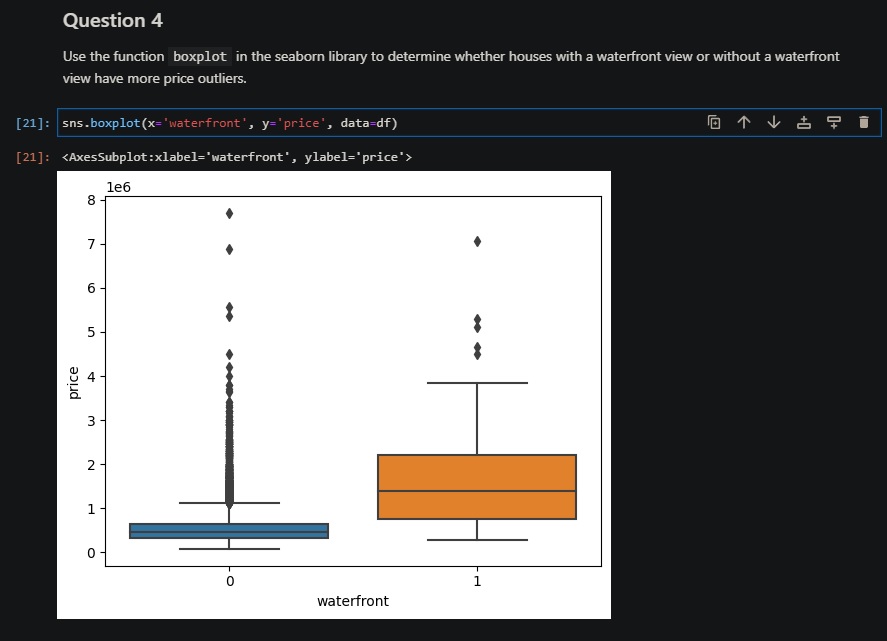 Question 4
Use the function boxplot in the seaborn library to determine whether houses with a waterfront view or without a waterfront
view have more price outliers.
[21]: sns.boxplot(x='waterfront', y='price', data=df)
[21]: <AxesSubplot:xlabel='waterfront', ylabel='price'>
1e6
8
7
6
5
4
3
2
1
0
price
0 1
waterfront